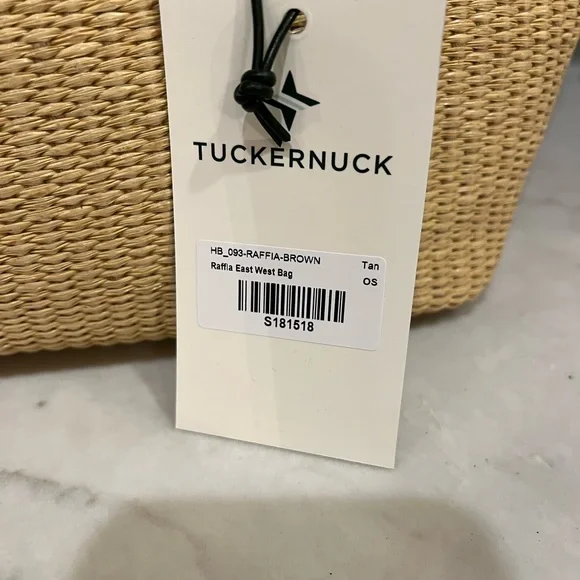 TUCKERNUCK
HB_093-RAFFIA-BROWN Tan
Raffia East West Bag OS
S181518